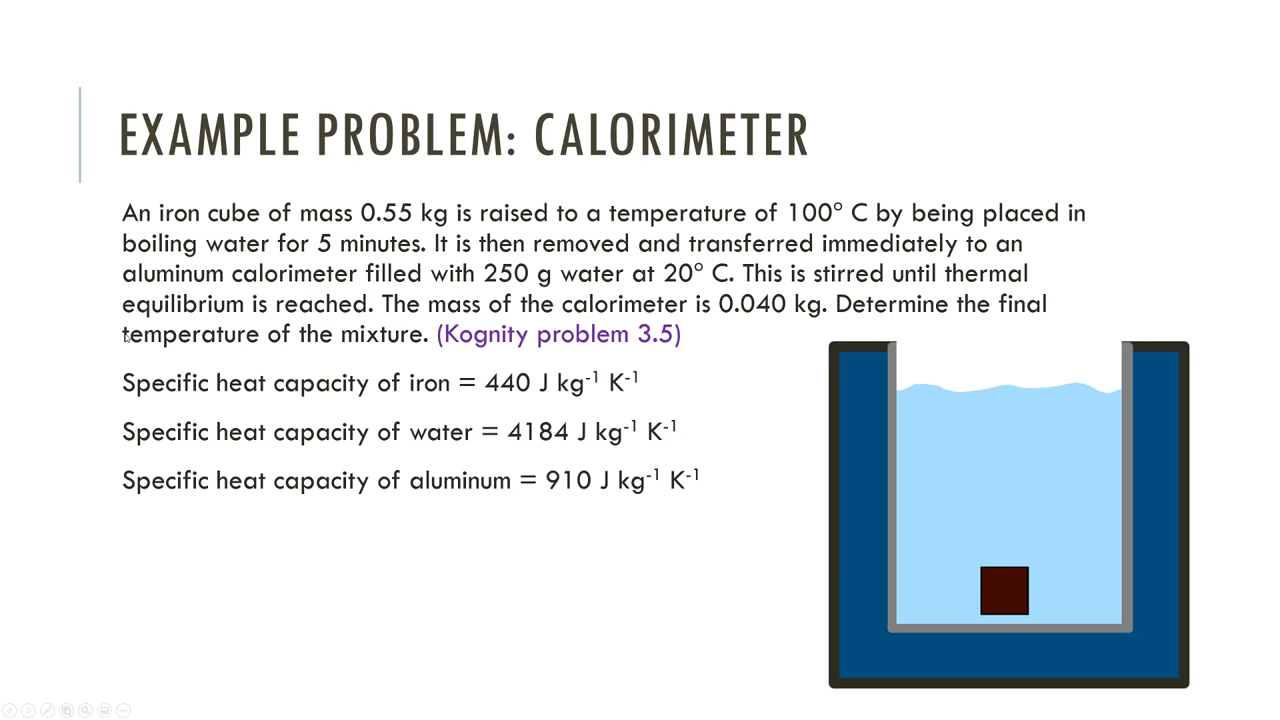 EXAMPLE PROBLEM: CALORIMETER
An iron cube of mass 0.55 kg is raised to a temperature of 100° C by being placed in
boiling water for 5 minutes. It is then removed and transferred immediately to an
aluminum calorimeter filled with 250 g water at 20° C. This is stirred until thermal
equilibrium is reached. The mass of the calorimeter is 0.040 kg. Determine the final
temperature of the mixture. (Kognity problem 3.5)
Specific heat capacity of iron = 440 J kg⁻¹ K⁻¹
Specific heat capacity of water = 4184 J kg⁻¹ K⁻¹
Specific heat capacity of aluminum = 910 J kg⁻¹ K⁻¹